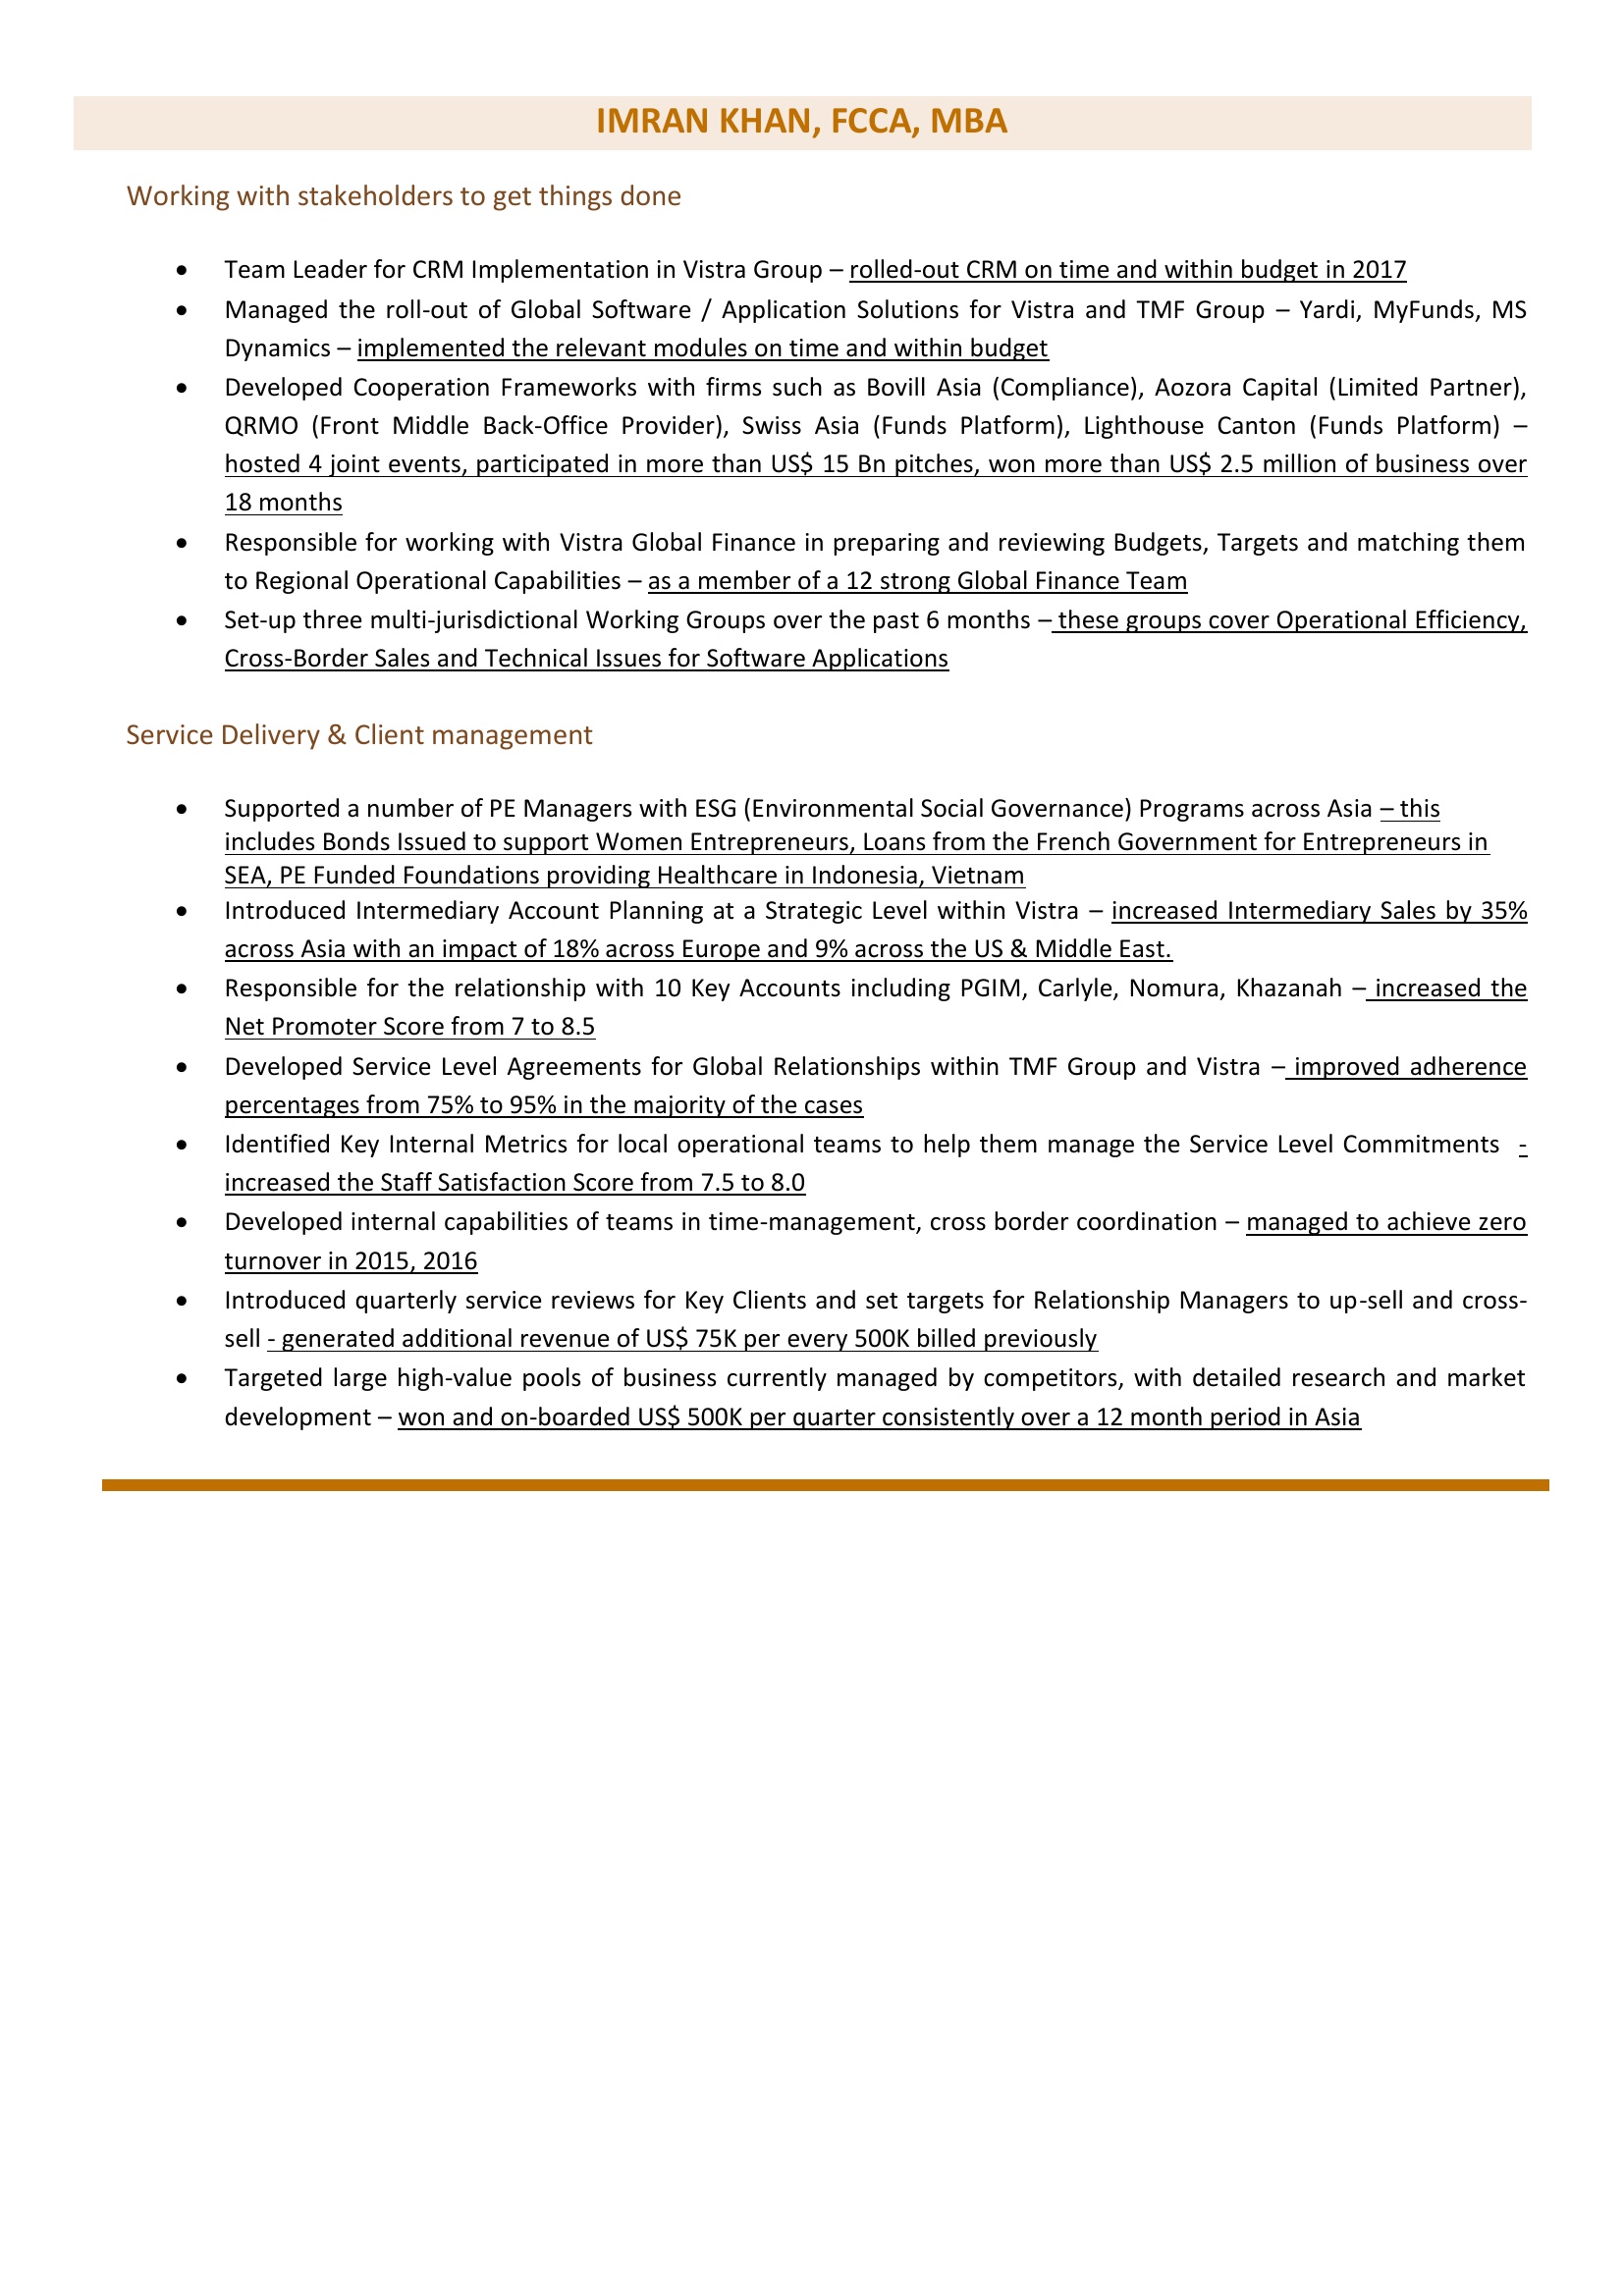 IMRAN KHAN, FCCA, MBA
Working with stakeholders to get things done
• Team Leader for CRM Implementation in Vistra Group – rolled-out CRM on time and within budget in 2017
• Managed the roll-out of Global Software / Application Solutions for Vistra and TMF Group – Yardi, MyFunds, MS
Dynamics – implemented the relevant modules on time and within budget
• Developed Cooperation Frameworks with firms such as Bovill Asia (Compliance), Aozora Capital (Limited Partner),
QRMO (Front Middle Back-Office Provider), Swiss Asia (Funds Platform), Lighthouse Canton (Funds Platform) –
hosted 4 joint events, participated in more than US$ 15 Bn pitches, won more than US$ 2.5 million of business over
18 months
• Responsible for working with Vistra Global Finance in preparing and reviewing Budgets, Targets and matching them
to Regional Operational Capabilities – as a member of a 12 strong Global Finance Team
• Set-up three multi-jurisdictional Working Groups over the past 6 months – these groups cover Operational Efficiency,
Cross-Border Sales and Technical Issues for Software Applications
Service Delivery & Client management
• Supported a number of PE Managers with ESG (Environmental Social Governance) Programs across Asia – this
includes Bonds Issued to support Women Entrepreneurs, Loans from the French Government for Entrepreneurs in
SEA, PE Funded Foundations providing Healthcare in Indonesia, Vietnam
• Introduced Intermediary Account Planning at a Strategic Level within Vistra – increased Intermediary Sales by 35%
across Asia with an impact of 18% across Europe and 9% across the US & Middle East.
• Responsible for the relationship with 10 Key Accounts including PGIM, Carlyle, Nomura, Khazanah – increased the
Net Promoter Score from 7 to 8.5
• Developed Service Level Agreements for Global Relationships within TMF Group and Vistra – improved adherence
percentages from 75% to 95% in the majority of the cases
• Identified Key Internal Metrics for local operational teams to help them manage the Service Level Commitments -
increased the Staff Satisfaction Score from 7.5 to 8.0
• Developed internal capabilities of teams in time-management, cross border coordination – managed to achieve zero
turnover in 2015, 2016
• Introduced quarterly service reviews for Key Clients and set targets for Relationship Managers to up-sell and cross-
sell - generated additional revenue of US$ 75K per every 500K billed previously
• Targeted large high-value pools of business currently managed by competitors, with detailed research and market
development – won and on-boarded US$ 500K per quarter consistently over a 12 month period in Asia